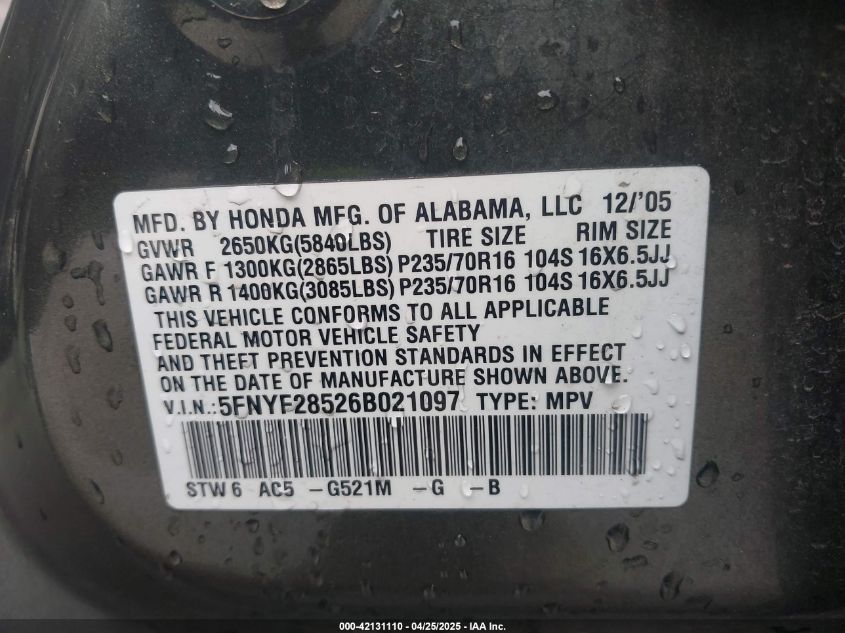 MFD. BY HONDA MFG. OF ALABAMA, LLC 12/'05
GVWR 2650KG(5840LBS) TIRE SIZE RIM SIZE
GAWR F 1300KG(2865LBS) P235/70R16 104S 16X6.5JJ
GAWR R 1400KG(3085LBS) P235/70R16 104S 16X6.5JJ
THIS VEHICLE CONFORMS TO ALL APPLICABLE
FEDERAL MOTOR VEHICLE SAFETY
AND THEFT PREVENTION STANDARDS IN EFFECT
ON THE DATE OF MANUFACTURE SHOWN ABOVE.
V.I.N.:5FNYF28526B021097 TYPE: MPV
STW6 AC5 -G521M -G -B
000-42131110 - 04/25/2025 - IAA Inc.